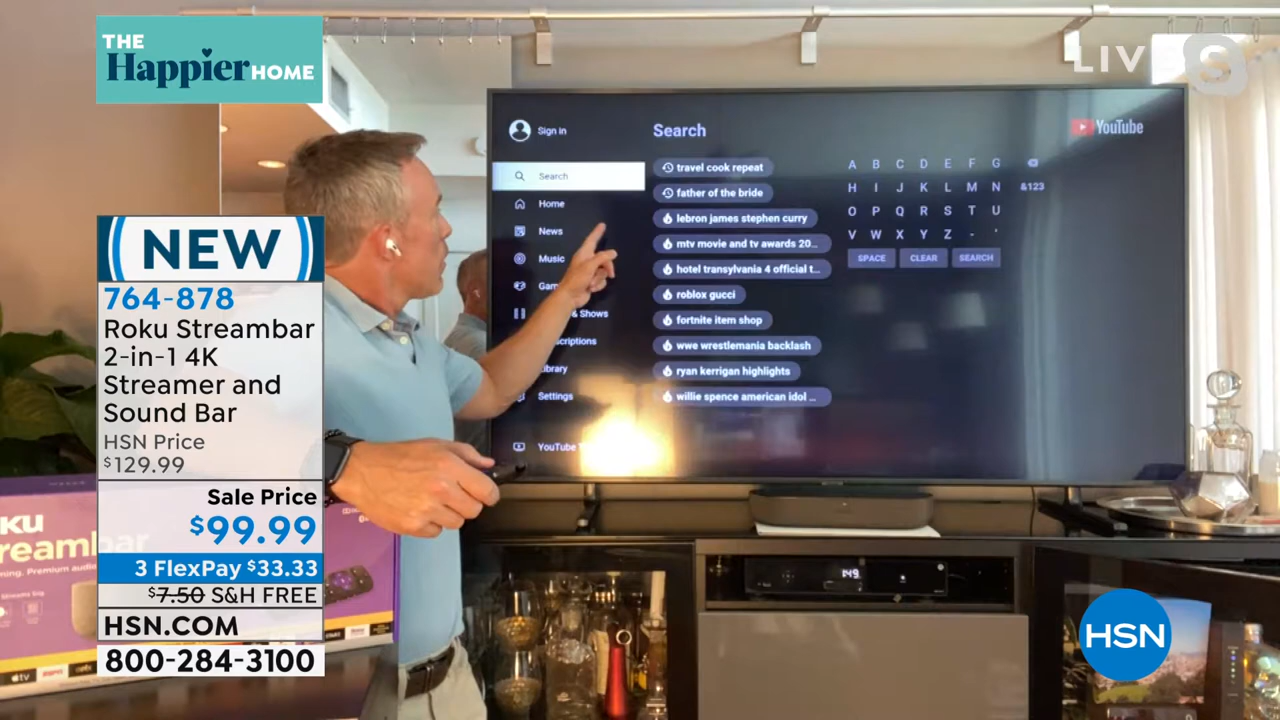 THE
Happier HOME
LIVE S
NEW
764-878
Roku Streambar
2-in-1 4K
Streamer and
Sound Bar
HSN Price
$129.99
Sale Price
$99.99
3 FlexPay $33.33
$7.50 S&H FREE
HSN.COM
800-284-3100
Sign in
Search
Home
News
Music
& Shows
Settings
YouTube
Search
travel cook repeat
father of the bride
lebron james stephen curry
mtv movie and tv awards 20...
hotel transylvania 4 official t...
roblox gucci
fortnite item shop
wwe wrestlemania backlash
ryan kerrigan highlights
willie spence american idol ...
YouTube
A B C D E F G
H I J K L M N &123
O P Q R S T U
V W X Y Z - '
SPACE CLEAR SEARCH
149
HSN